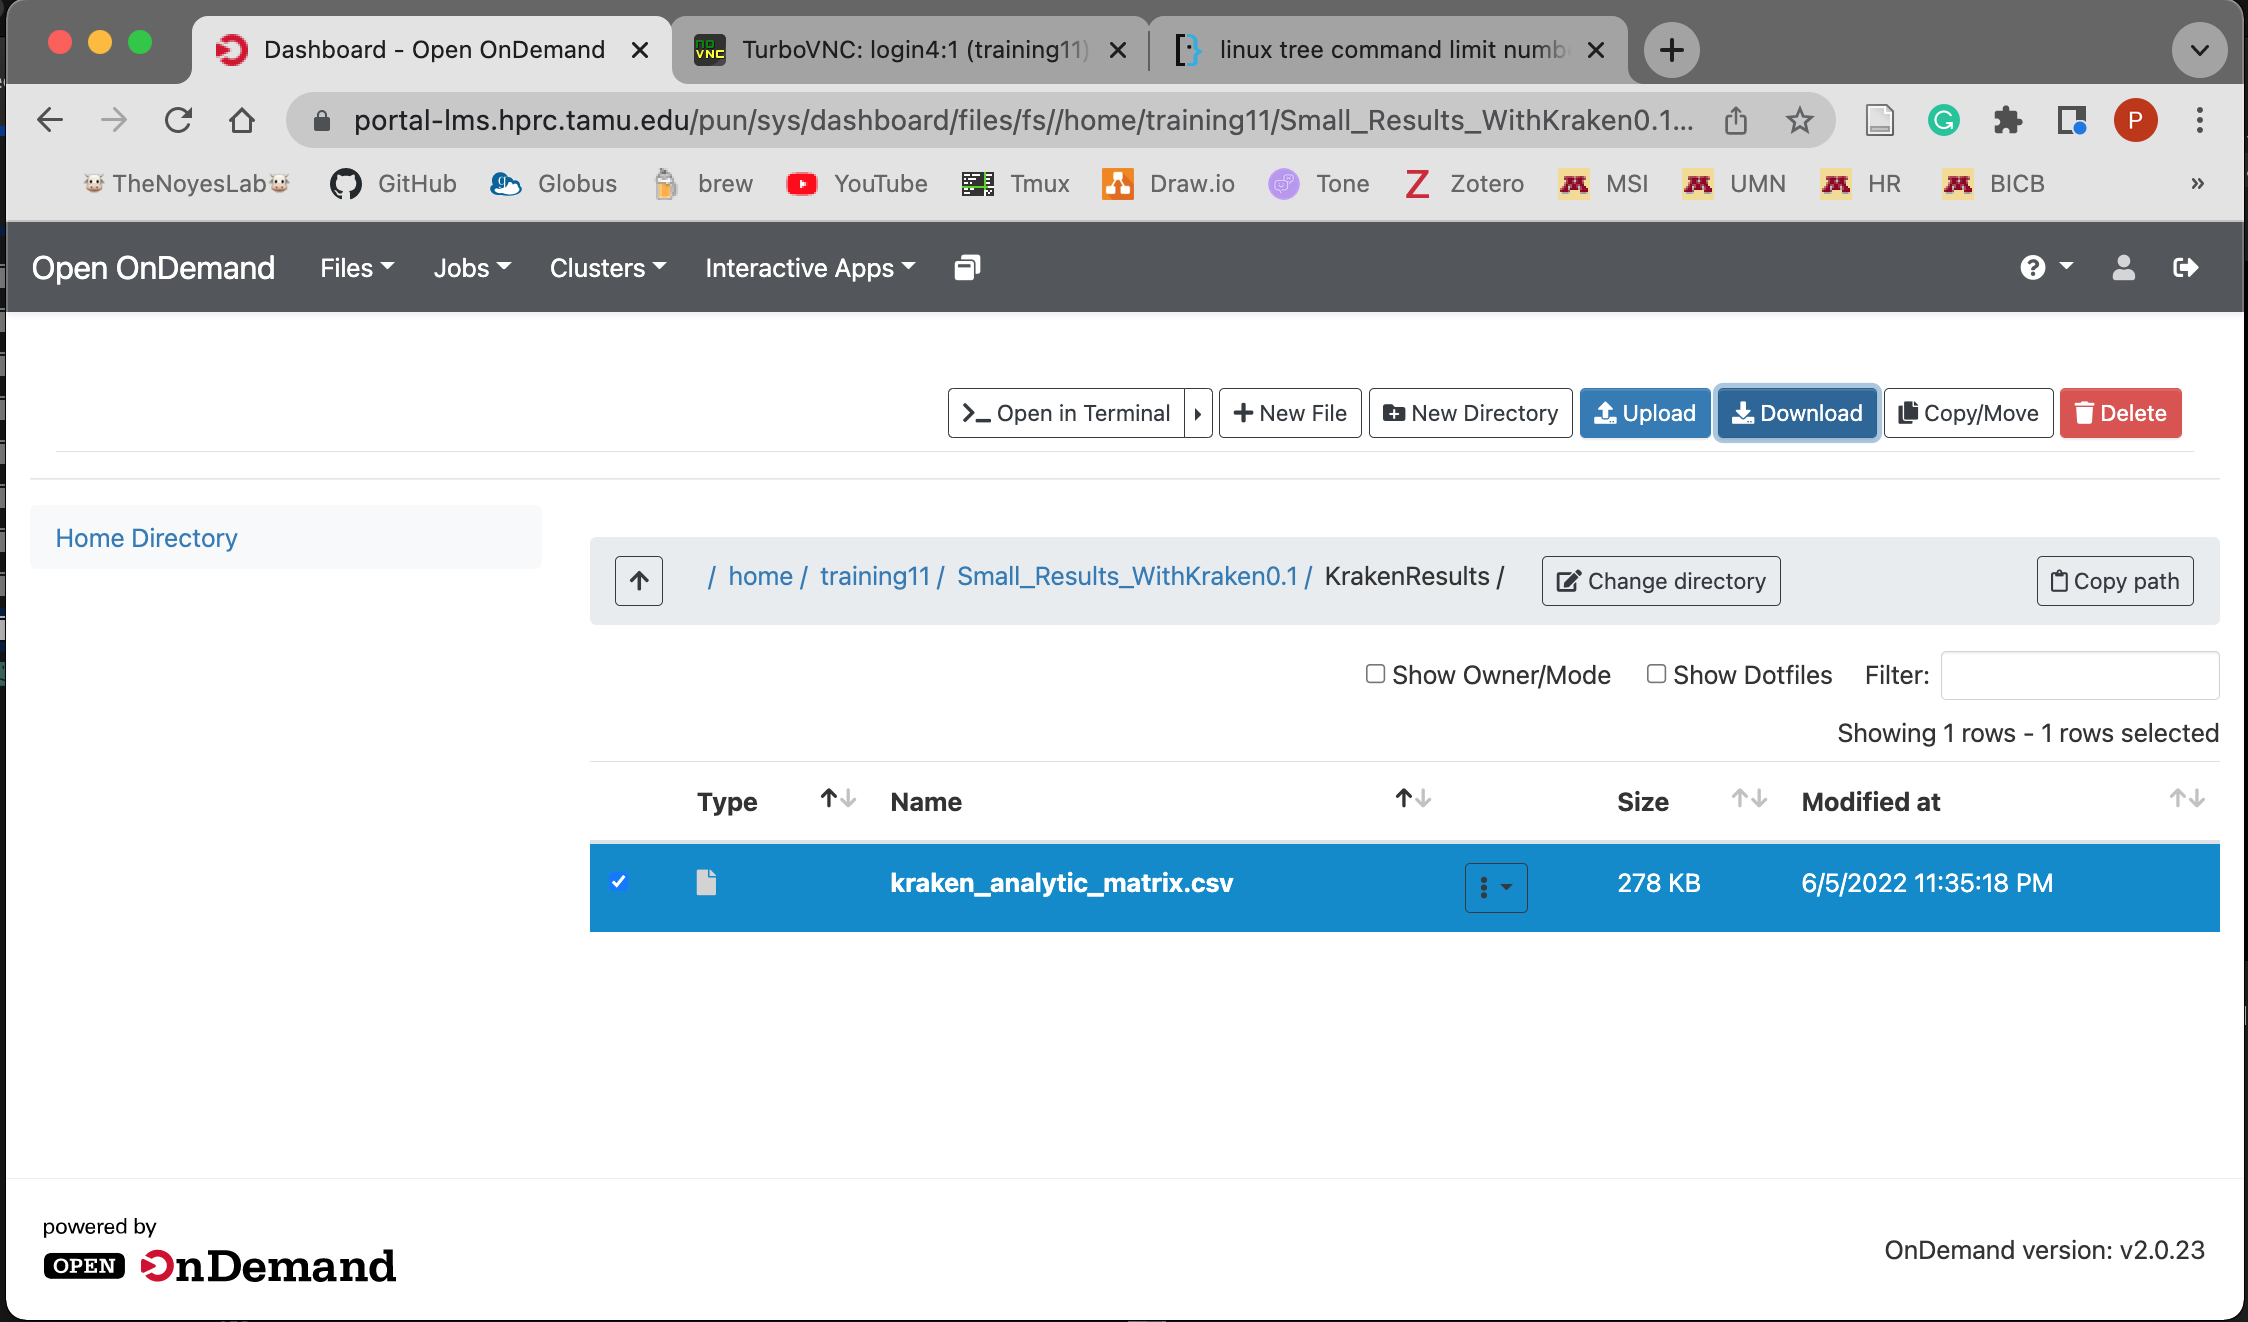 Dashboard - Open OnDemand
TurboVNC: login4:1 (training11)
linux tree command limit numb
portal-lms.hprc.tamu.edu/pun/sys/dashboard/files/fs//home/training11/Small_Results_WithKraken0.1...
P
TheNoyesLab
GitHub
Globus
brew
YouTube
Tmux
Draw.io
Tone
Zotero
MSI
UMN
HR
BICB
»
Open OnDemand
Files
Jobs
Clusters
Interactive Apps
Open in Terminal
New File
New Directory
Upload
Download
Copy/Move
Delete
Home Directory
/ home / training11 / Small_Results_WithKraken0.1 / KrakenResults /
Change directory
Copy path
Show Owner/Mode
Show Dotfiles
Filter:
Showing 1 rows - 1 rows selected
Type Name Size Modified at
kraken_analytic_matrix.csv 278 KB 6/5/2022 11:35:18 PM
powered by
OPEN OnDemand
OnDemand version: v2.0.23